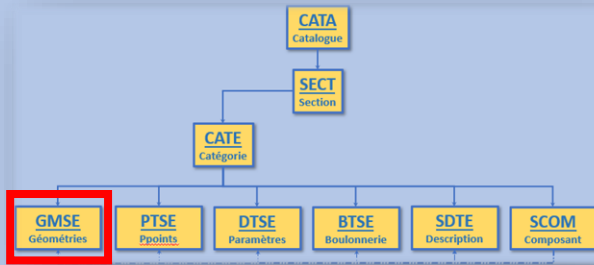 CATA
Catalogue
SECT
Section
CATE
Catégorie
GMSE
Géométries
PTSE
Ppoints
DTSE
Paramètres
BTSE
Boulonnerie
SDTE
Description
SCOM
Composant